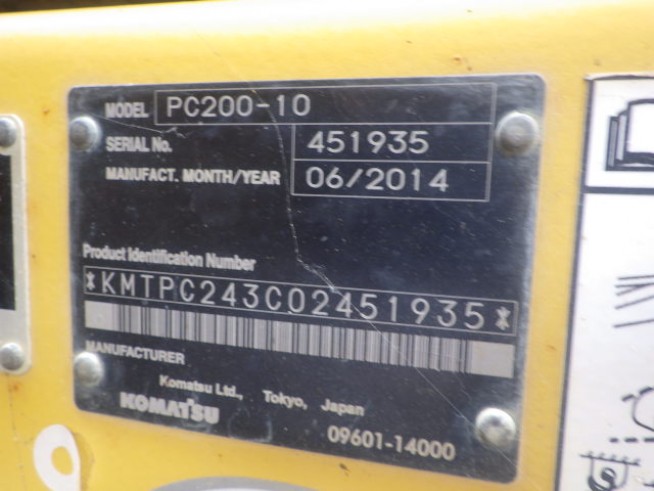 MODEL PC200-10
SERIAL No. 451935
MANUFACT. MONTH/YEAR 06/2014
Product Identification Number
*KMTPC243C02451935*
MANUFACTURER
Komatsu Ltd., Tokyo, Japan
KOMATSU
09601-14000